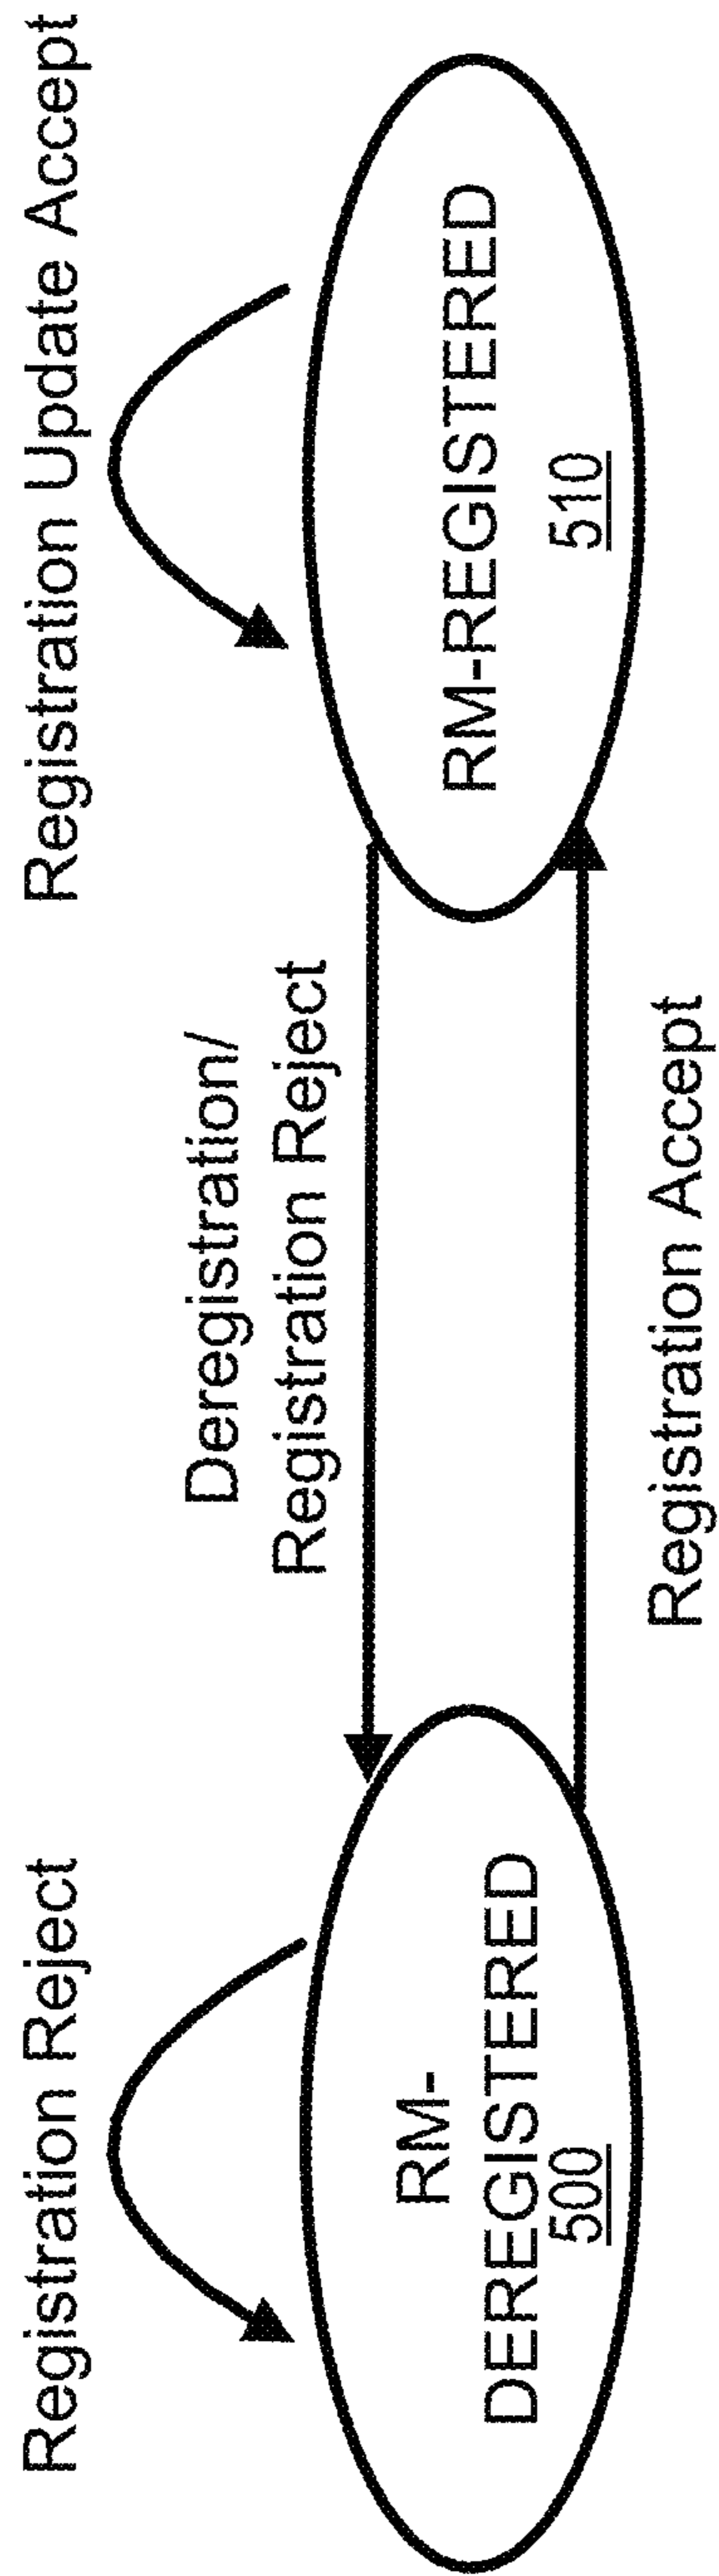 Registration Reject
Registration Update Accept
Deregistration/
Registration Reject
RM-
DEREGISTERED
500
RM-REGISTERED
510
Registration Accept